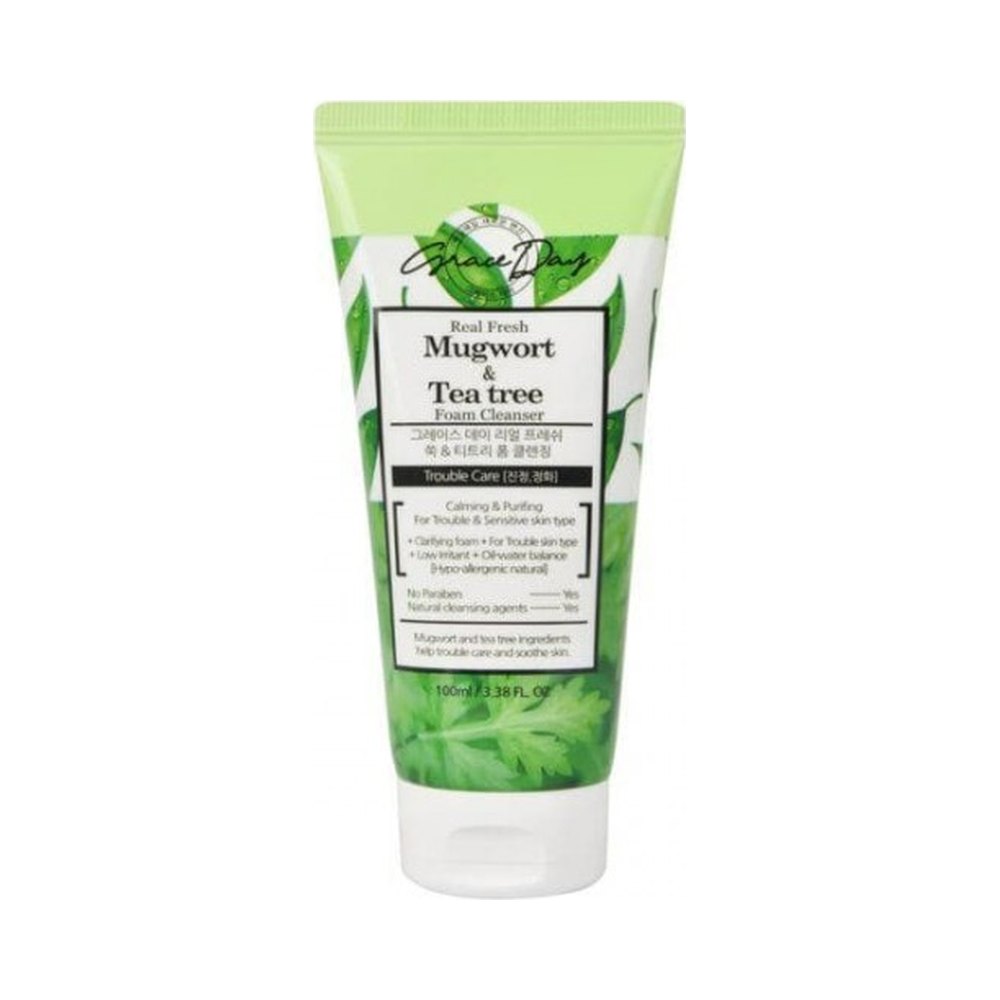 Grace Day
Real Fresh
Mugwort
&
Tea tree
Foam Cleanser
그레이스 데이 리얼 프레쉬
쑥 & 티트리 폼 클렌징
Trouble Care [진정,정화]
Calming & Purifing
For Trouble & Sensitive skin type
+ Clarifying foam + For Trouble skin type
+ Low Irritant + Oil-water balance
[Hypo-allergenic natural]
No Paraben Yes
Natural cleansing agents Yes
Mugwort and tea tree ingredients
help trouble care and soothe skin.
100ml / 3.38 FL. OZ